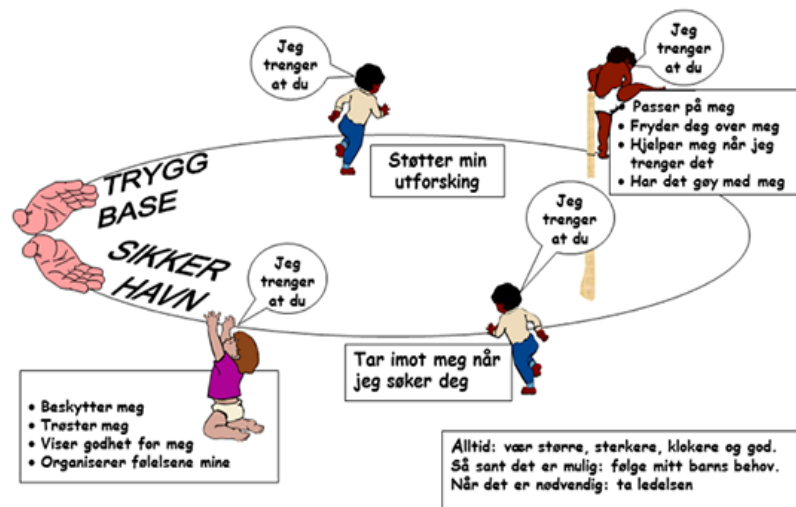 Jeg
trenger
at du
Jeg
trenger
at du
• Passer på meg
• Fryder deg over meg
• Hjelper meg når jeg
trenger det
• Har det gøy med meg
Støtter min
utforsking
TRYGG
BASE
SIKKER
HAVN
Jeg
trenger
at du
Jeg
trenger
at du
Tar imot meg når
jeg søker deg
• Beskytter meg
• Trøster meg
• Viser godhet for meg
• Organiserer følelsene mine
Alltid: vær større, sterkere, klokere og god.
Så sant det er mulig: følge mitt barns behov.
Når det er nødvendig: ta ledelsen